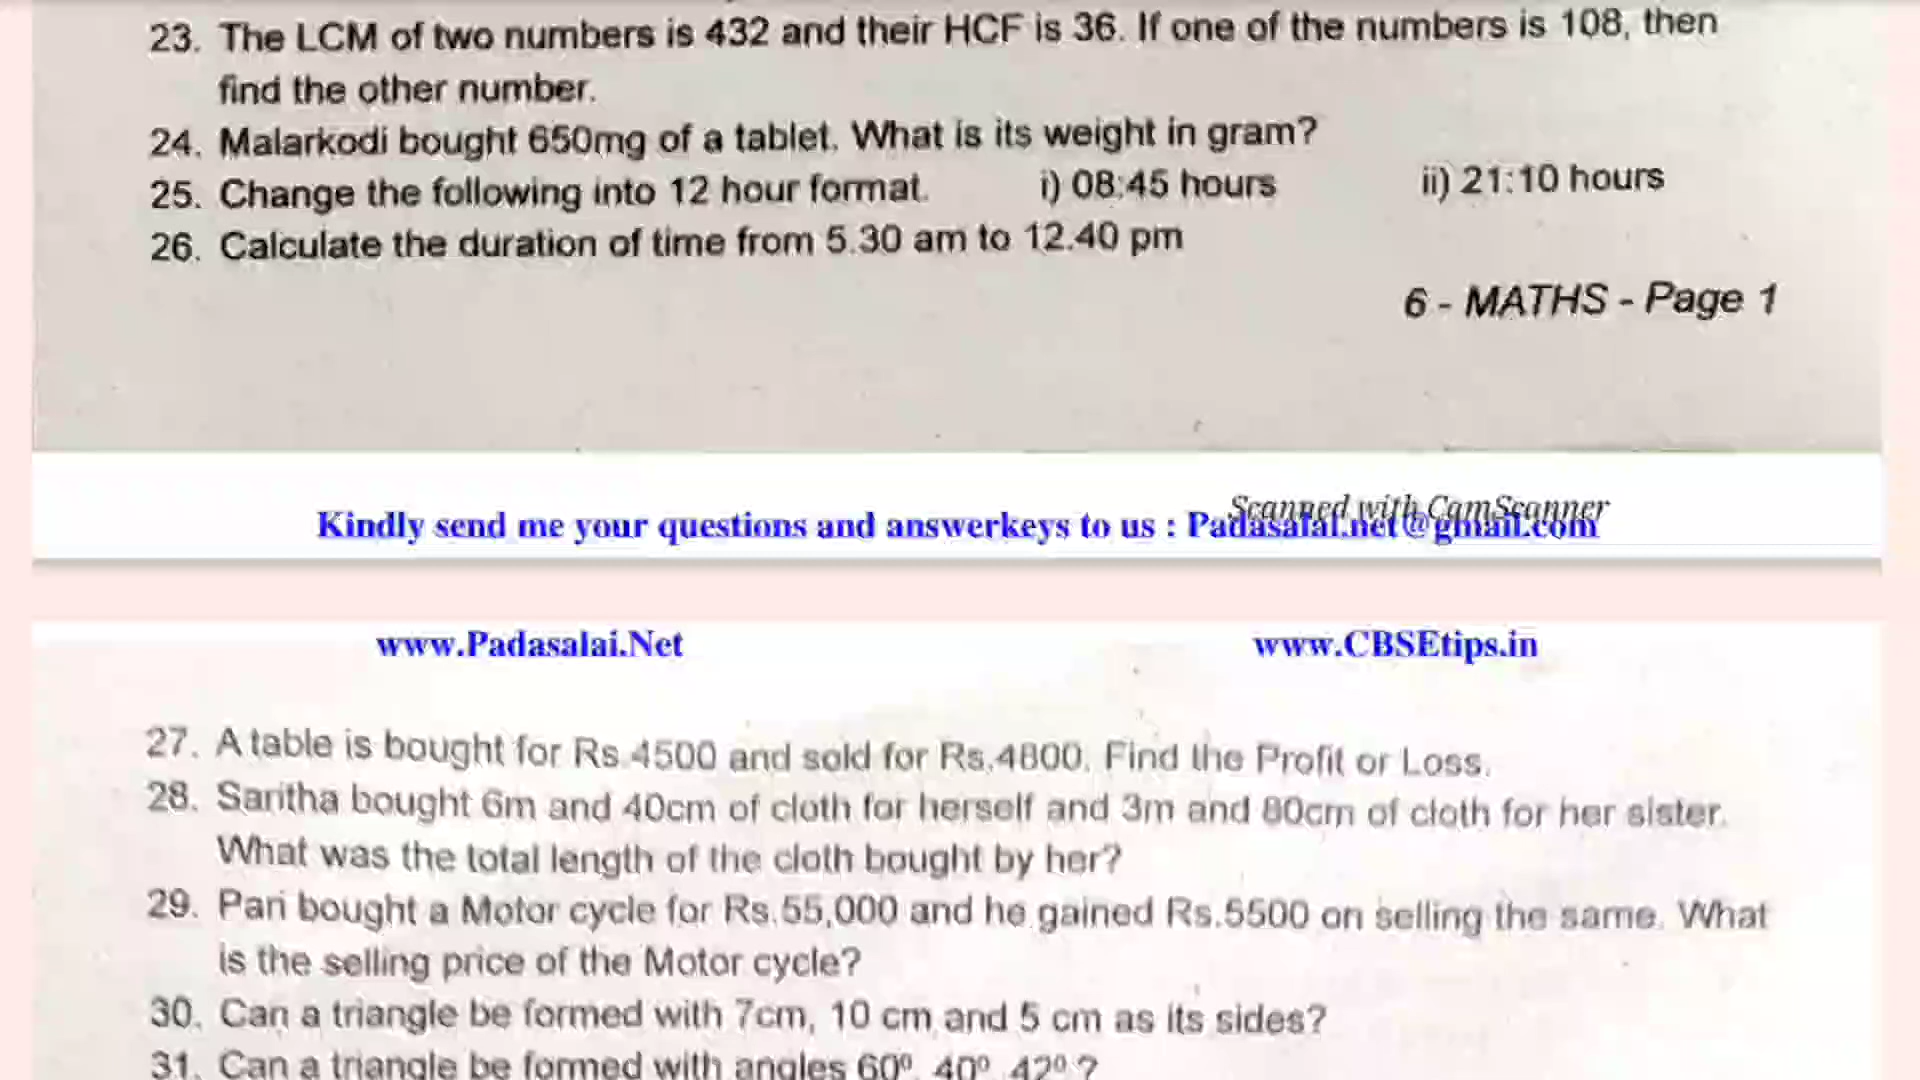 23. The LCM of two numbers is 432 and their HCF is 36. If one of the numbers is 108, then
find the other number.
24. Malarkodi bought 650mg of a tablet. What is its weight in gram?
25. Change the following into 12 hour format. i) 08:45 hours ii) 21:10 hours
26. Calculate the duration of time from 5.30 am to 12.40 pm
6 - MATHS - Page 1
Scanned with CamScanner
Kindly send me your questions and answerkeys to us : Padasalai.net@gmail.com
www.Padasalai.Net www.CBSEtips.in
27. A table is bought for Rs.4500 and sold for Rs.4800. Find the Profit or Loss.
28. Saritha bought 6m and 40cm of cloth for herself and 3m and 80cm of cloth for her sister.
What was the total length of the cloth bought by her?
29. Pari bought a Motor cycle for Rs.55,000 and he gained Rs.5500 on selling the same. What
is the selling price of the Motor cycle?
30. Can a triangle be formed with 7cm, 10 cm and 5 cm as its sides?
31. Can a triangle be formed with angles 60⁰, 40⁰, 42⁰ ?